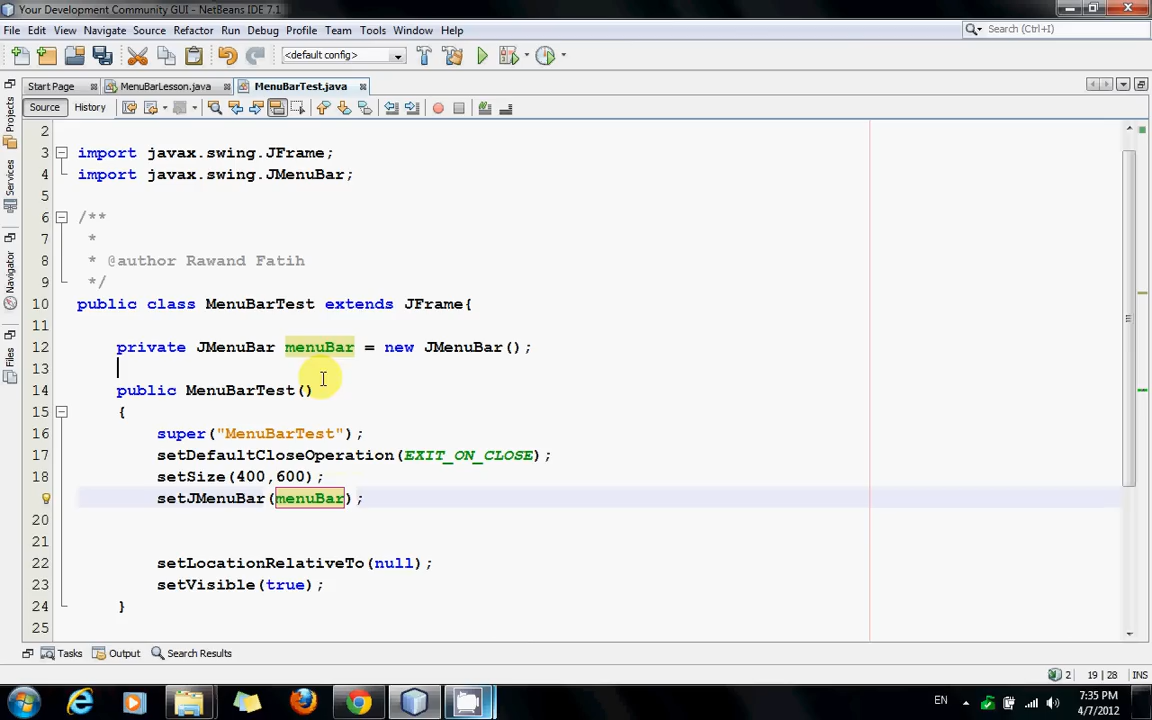 Your Development Community GUI - NetBeans IDE 7.1
File Edit View Navigate Source Refactor Run Debug Profile Team Tools Window Help
Search (Ctrl+I)
<default config>
Start Page MenuBarLesson.java MenuBarTest.java
Source History
Projects
Services
Navigator
Files
2
3 import javax.swing.JFrame;
4 import javax.swing.JMenuBar;
5
6 /**
7 *
8 * @author Rawand Fatih
9 */
10 public class MenuBarTest extends JFrame{
11
12 private JMenuBar menuBar = new JMenuBar();
13
14 public MenuBarTest()
15 {
16 super("MenuBarTest");
17 setDefaultCloseOperation(EXIT_ON_CLOSE);
18 setSize(400,600);
setJMenuBar(menuBar);
20
21
22 setLocationRelativeTo(null);
23 setVisible(true);
24 }
25
Tasks Output Search Results
2 19 | 28 INS
EN 7:35 PM
4/7/2012